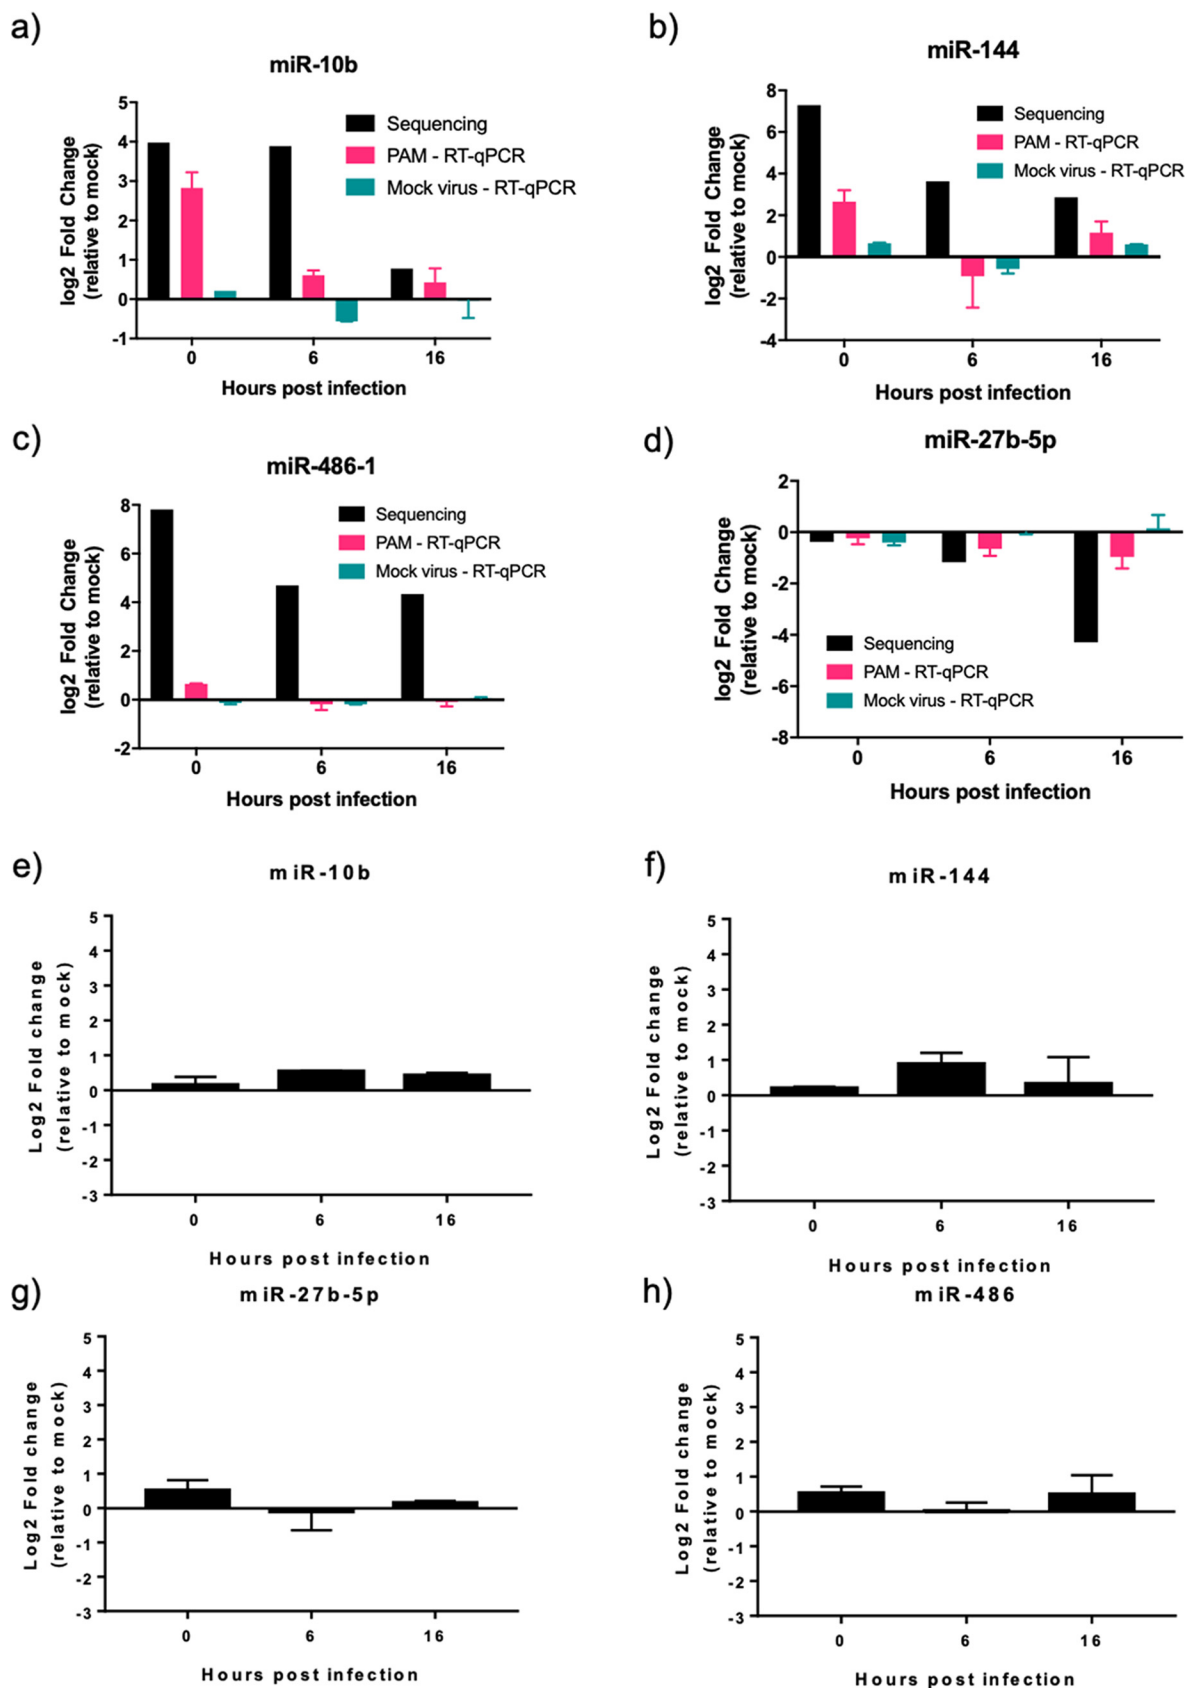 a)
miR-10b
5
4
3
2
1
0
-1
log2 Fold Change
(relative to mock)
Sequencing
PAM - RT-qPCR
Mock virus - RT-qPCR
0 6 16
Hours post infection
b)
miR-144
8
6
4
2
0
-2
-4
log2 Fold Change
(relative to mock)
Sequencing
PAM - RT-qPCR
Mock virus - RT-qPCR
0 6 16
Hours post infection
c)
miR-486-1
8
6
4
2
0
-2
log2 Fold Change
(relative to mock)
Sequencing
PAM - RT-qPCR
Mock virus - RT-qPCR
0 6 16
Hours post infection
d)
miR-27b-5p
2
0
-2
-4
-6
-8
log2 Fold Change
(relative to mock)
Sequencing
PAM - RT-qPCR
Mock virus - RT-qPCR
0 6 16
Hours post infection
e)
miR-10b
5
4
3
2
1
0
-1
-2
-3
Log2 Fold change
(relative to mock)
0 6 16
Hours post infection
f)
miR-144
5
4
3
2
1
0
-1
-2
-3
Log2 Fold change
(relative to mock)
0 6 16
Hours post infection
g)
miR-27b-5p
5
4
3
2
1
0
-1
-2
-3
Log2 Fold change
(relative to mock)
0 6 16
Hours post infection
h)
miR-486
5
4
3
2
1
0
-1
-2
-3
Log2 Fold change
(relative to mock)
0 6 16
Hours post infection